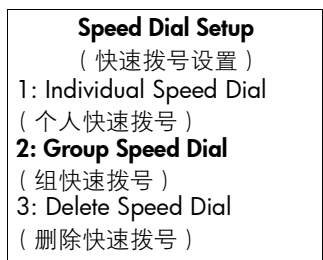 Speed Dial Setup
（快速拨号设置）
1: Individual Speed Dial
（个人快速拨号）
2: Group Speed Dial
（组快速拨号）
3: Delete Speed Dial
（删除快速拨号）